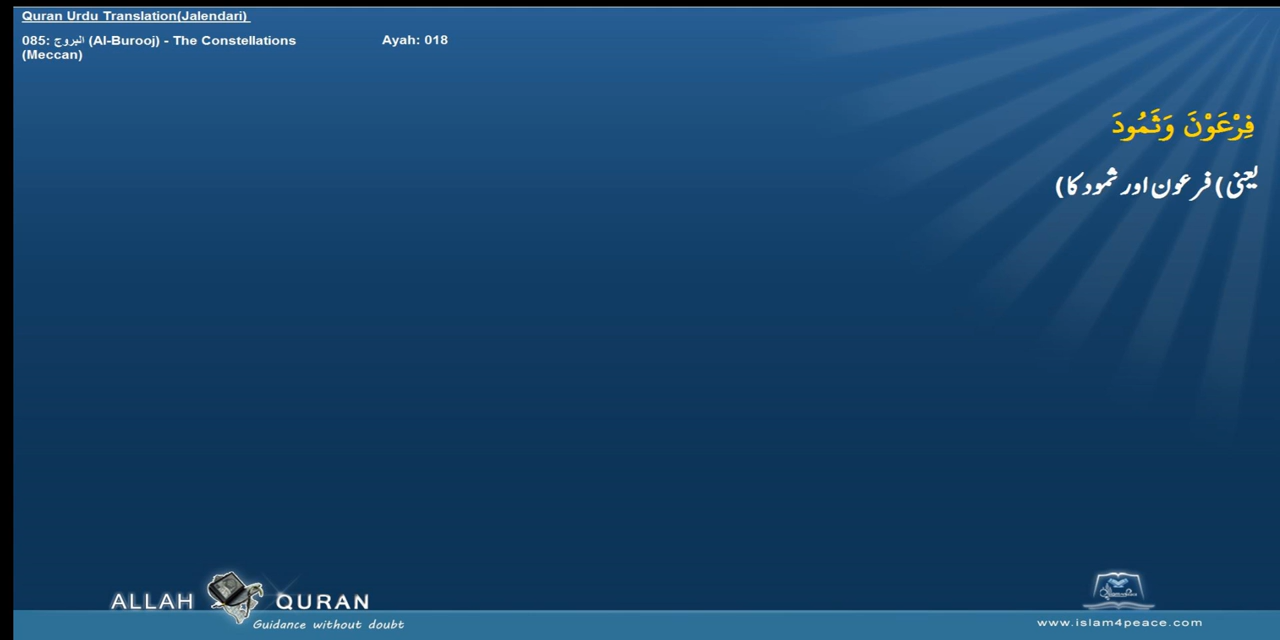 Quran Urdu Translation(Jalendari)
085: البروج (Al-Burooj) - The Constellations Ayah: 018
(Meccan)
فِرْعَوْنَ وَثَمُودَ
یعنی) فرعون اور ثمود کا)
ALLAH QURAN
Guidance without doubt
www.islam4peace.com